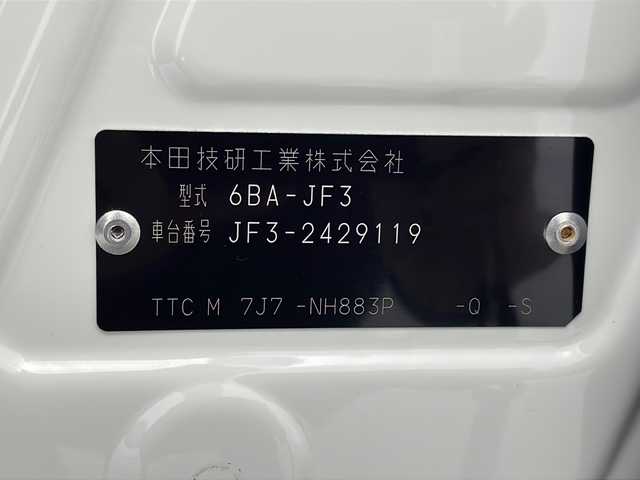 本田技研工業株式会社
型式 6BA-JF3
車台番号 JF3-2429119
TTC M 7J7 -NH883P -Q -S